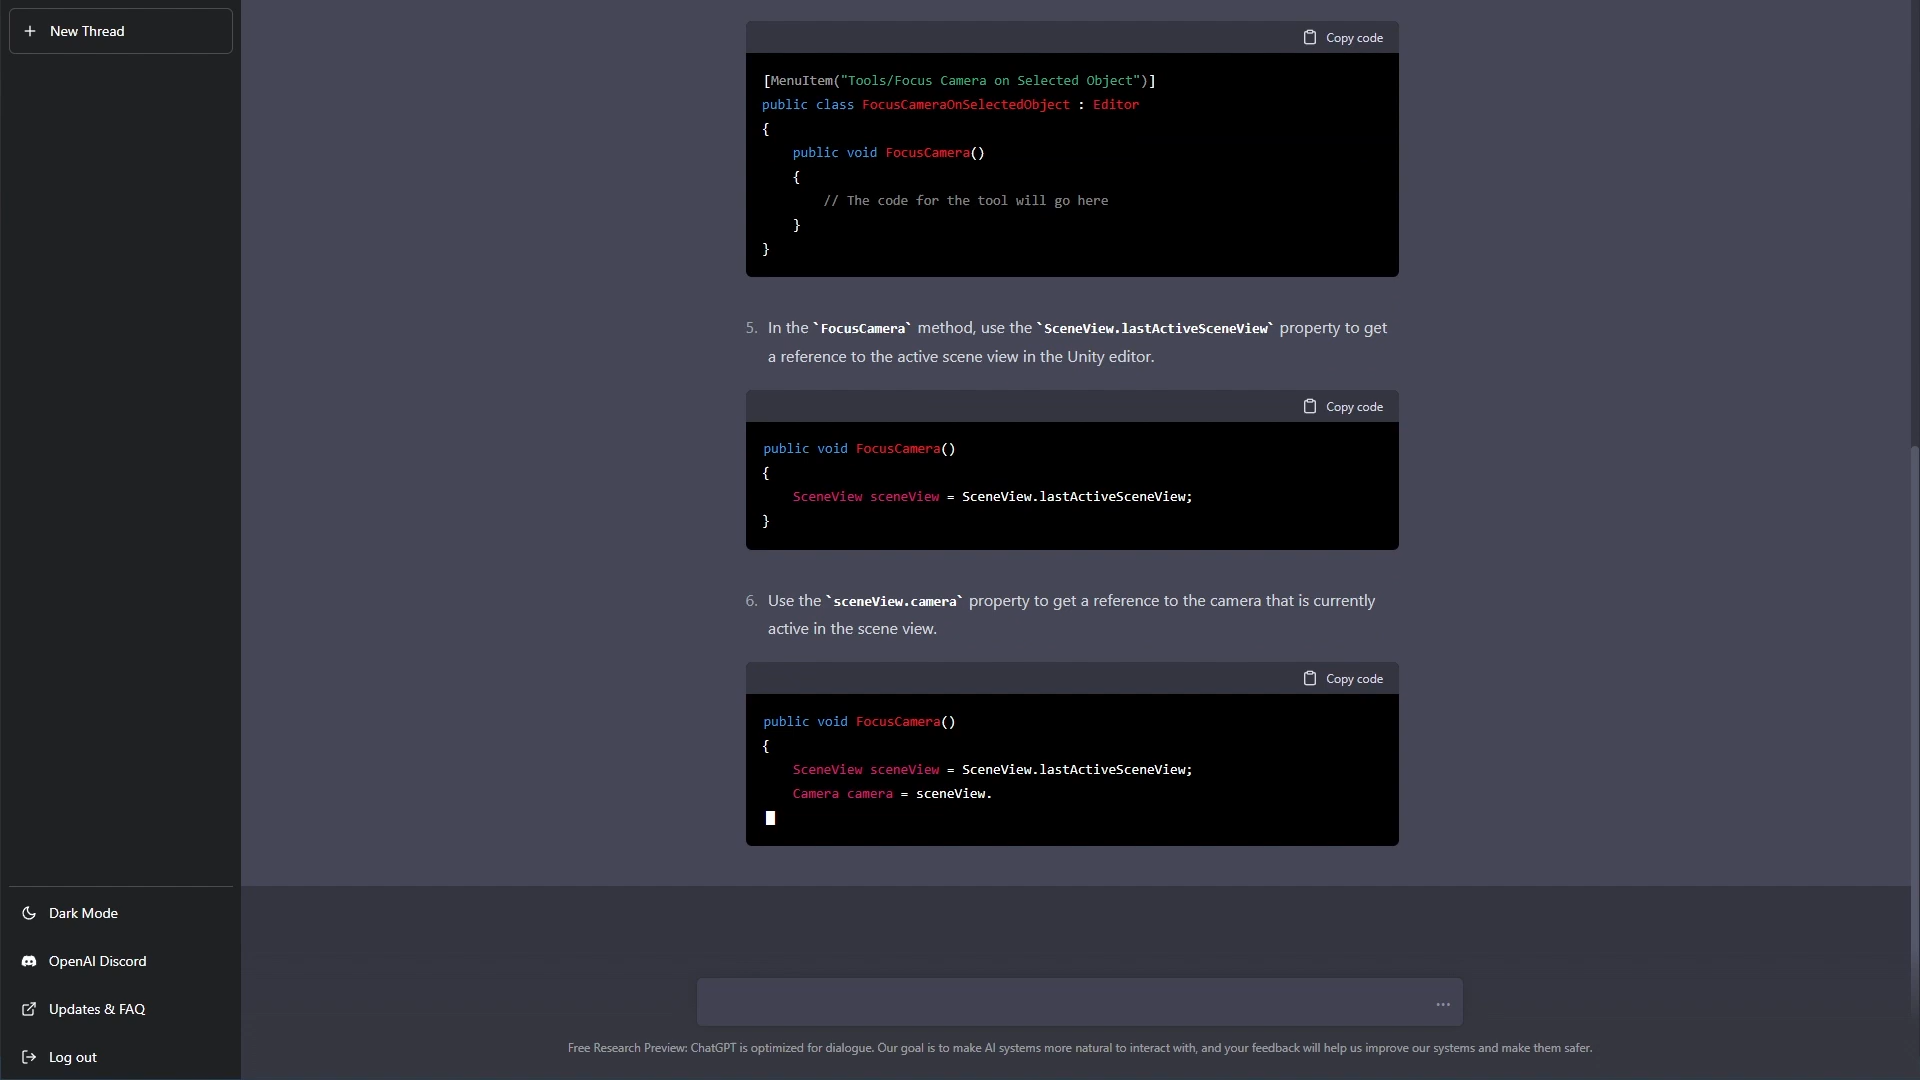 New Thread
Copy code
[MenuItem("Tools/Focus Camera on Selected Object")]
public class FocusCameraOnSelectedObject : Editor
{
public void FocusCamera()
{
// The code for the tool will go here
}
}
5. In the `FocusCamera` method, use the `SceneView.lastActiveSceneView` property to get
a reference to the active scene view in the Unity editor.
Copy code
public void FocusCamera()
{
SceneView sceneView = SceneView.lastActiveSceneView;
}
6. Use the `sceneView.camera` property to get a reference to the camera that is currently
active in the scene view.
Copy code
public void FocusCamera()
{
SceneView sceneView = SceneView.lastActiveSceneView;
Camera camera = sceneView.
Dark Mode
OpenAI Discord
Updates & FAQ
Log out
Free Research Preview: ChatGPT is optimized for dialogue. Our goal is to make AI systems more natural to interact with, and your feedback will help us improve our systems and make them safer.